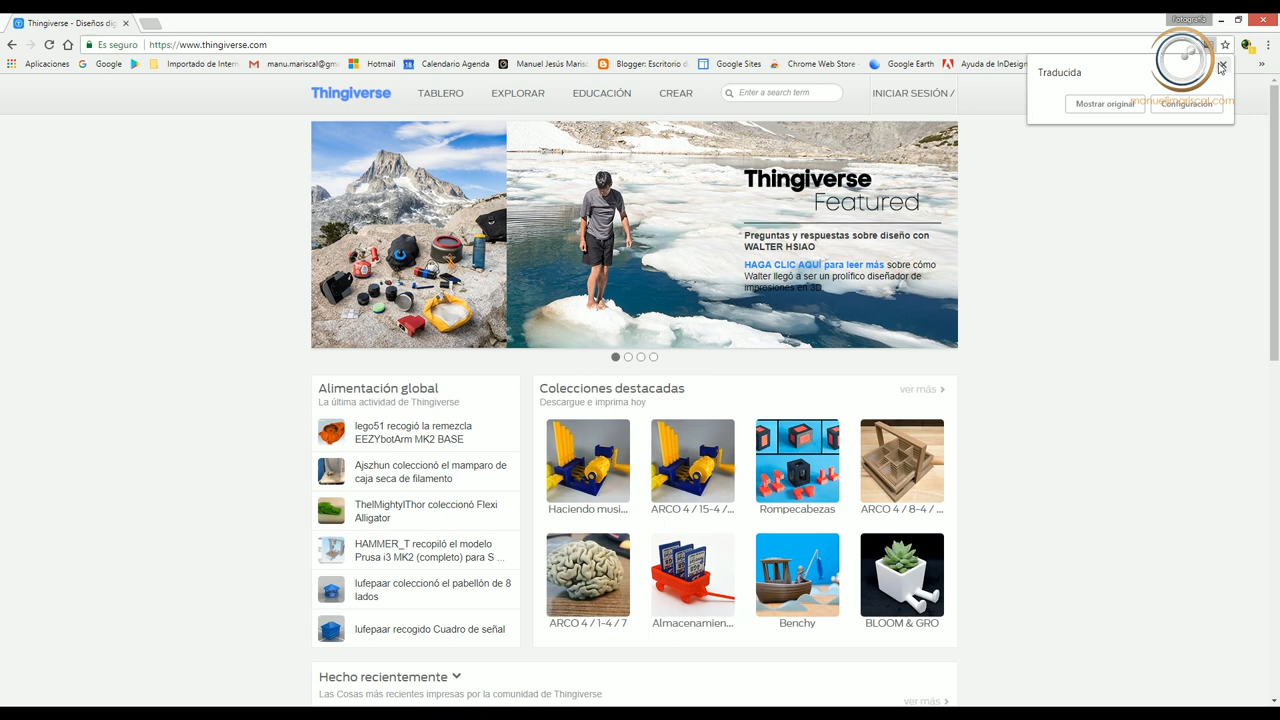 Thingiverse - Diseños dig
Fotografía
Es seguro
https://www.thingiverse.com
Aplicaciones
Google
Importado de Intern
manu.mariscal@gmai
Hotmail
Calendario Agenda
Manuel Jesús Marisc
Blogger: Escritorio d
Google Sites
Chrome Web Store -
Google Earth
Ayuda de InDesign
»
Traducida
Mostrar original
Configuración
manuelmariscal.com
Thingiverse
TABLERO
EXPLORAR
EDUCACIÓN
CREAR
Enter a search term
INICIAR SESIÓN /
Thingiverse
Featured
Preguntas y respuestas sobre diseño con
WALTER HSIAO
HAGA CLIC AQUÍ para leer más sobre cómo
Walter llegó a ser un prolífico diseñador de
impresiones en 3D.
Alimentación global
La última actividad de Thingiverse
lego51 recogió la remezcla
EEZYbotArm MK2 BASE
Ajszhun coleccionó el mamparo de
caja seca de filamento
TheIMightyIThor coleccionó Flexi
Alligator
HAMMER_T recopiló el modelo
Prusa i3 MK2 (completo) para S ...
lufepaar coleccionó el pabellón de 8
lados
lufepaar recogido Cuadro de señal
Colecciones destacadas
ver más
Descargue e imprima hoy
Haciendo musi...
ARCO 4 / 15-4 /...
Rompecabezas
ARCO 4 / 8-4 / ...
ARCO 4 / 1-4 / 7
Almacenamien...
Benchy
BLOOM & GRO
Hecho recientemente
Las Cosas más recientes impresas por la comunidad de Thingiverse
ver más